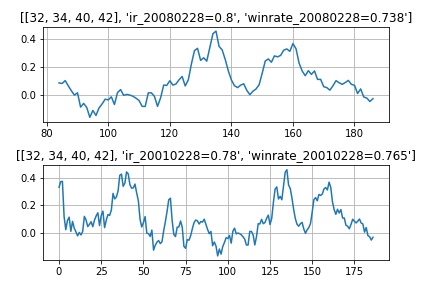 [[32, 34, 40, 42], 'ir_20080228=0.8', 'winrate_20080228=0.738']
0.4
0.2
0.0
80 100 120 140 160 180
[[32, 34, 40, 42], 'ir_20010228=0.78', 'winrate_20010228=0.765']
0.4
0.2
0.0
0 25 50 75 100 125 150 175